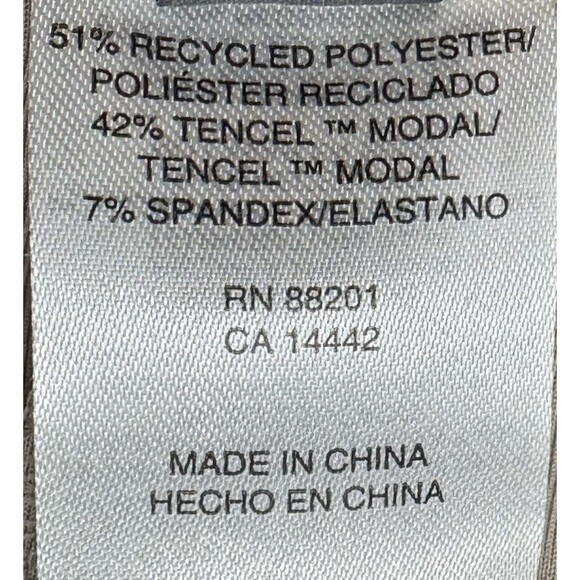 51% RECYCLED POLYESTER/
POLIÉSTER RECICLADO
42% TENCEL ™ MODAL/
TENCEL ™ MODAL
7% SPANDEX/ELASTANO
RN 88201
CA 14442
MADE IN CHINA
HECHO EN CHINA